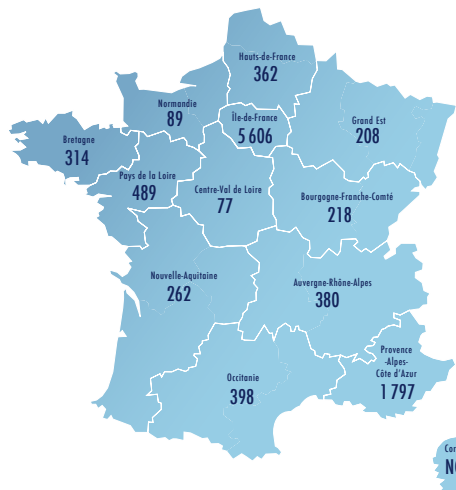 Hauts-de-France
362
Normandie
89
Île-de-France
5 606
Grand Est
208
Bretagne
314
Pays de la Loire
489
Centre-Val de Loire
77
Bourgogne-Franche-Comté
218
Nouvelle-Aquitaine
262
Auvergne-Rhône-Alpes
380
Provence
-Alpes-
Côte d'Azur
1 797
Occitanie
398